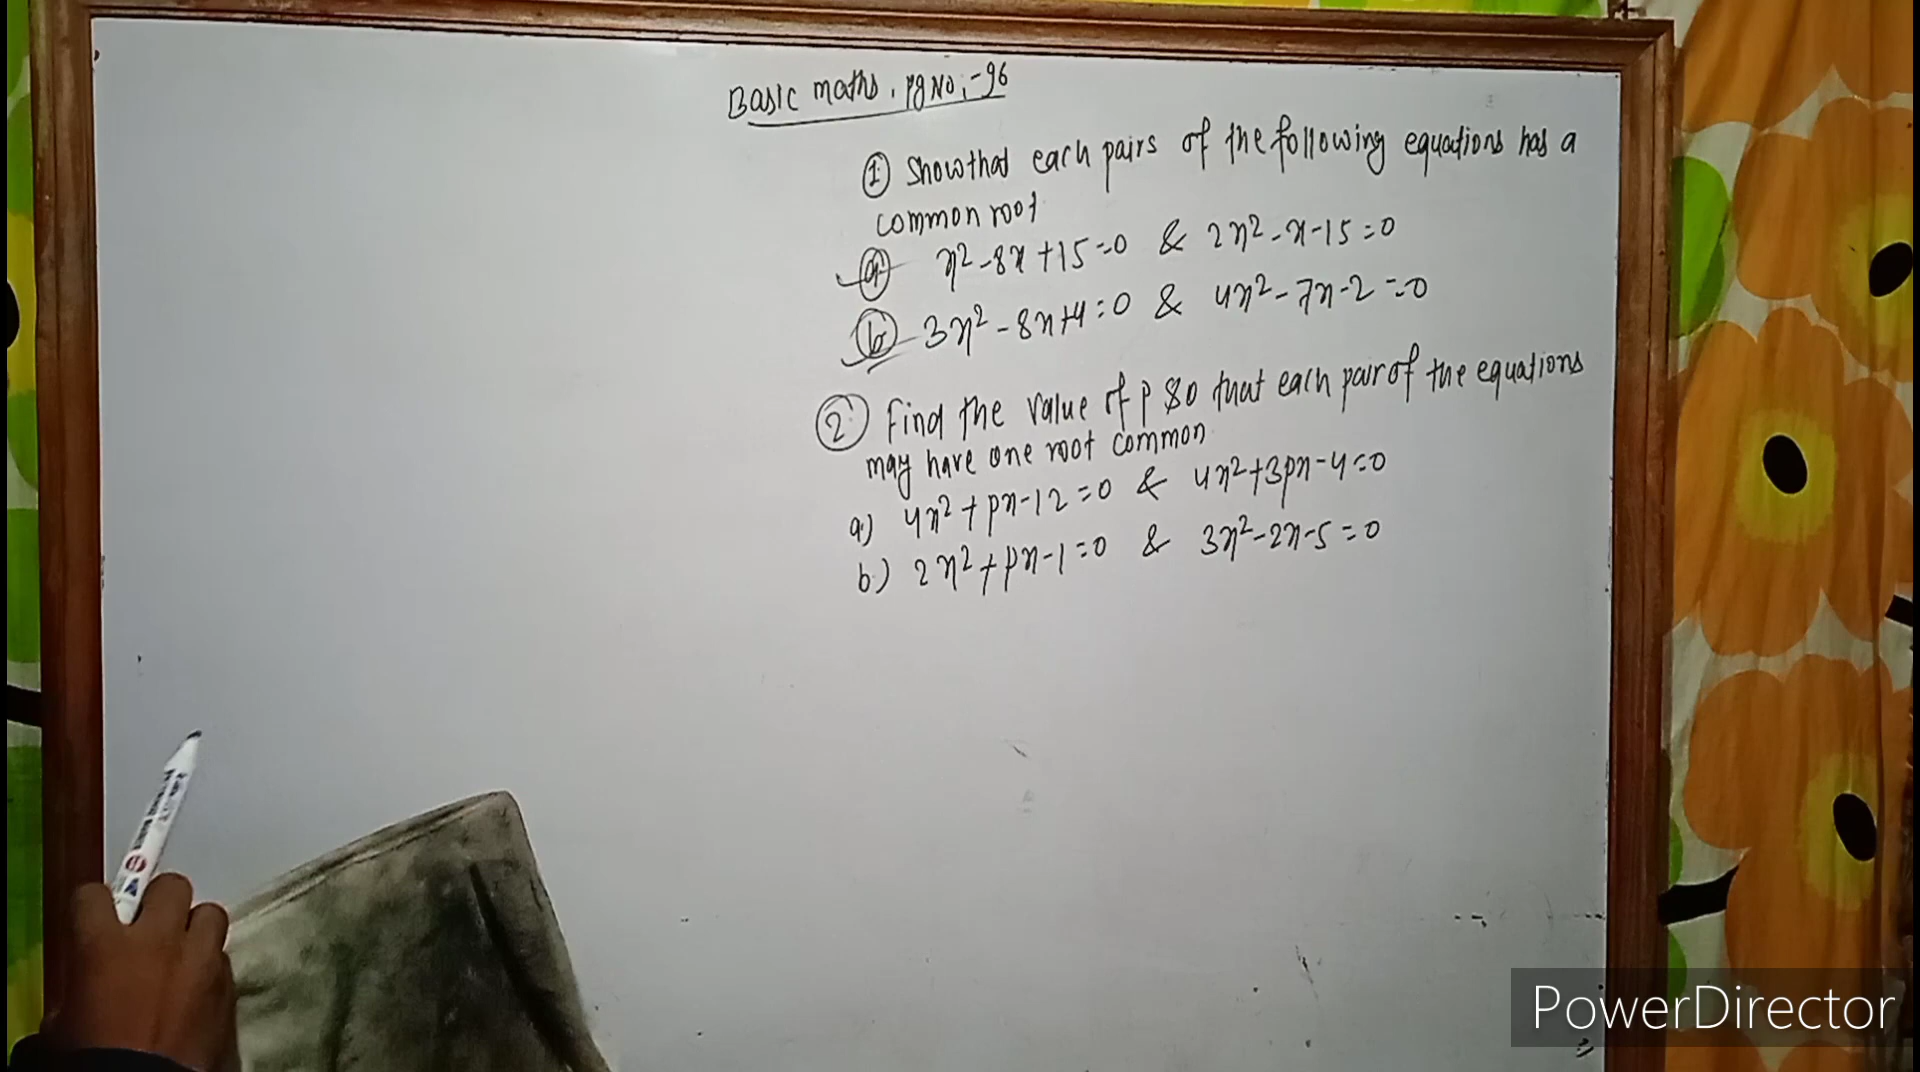 Basic maths, pg No:-96
① Show that each pairs of the following equations has a
common root
ⓐ x²-8x+15=0 & 2x²-x-15=0
ⓑ 3x²-8x+4=0 & 4x²-7x-2=0
② Find the value of p so that each pair of the equations
may have one root common
a) 4x²+px-12=0 & 4x²+3px-4=0
b) 2x²+px-1=0 & 3x²-2x-5=0
PowerDirector